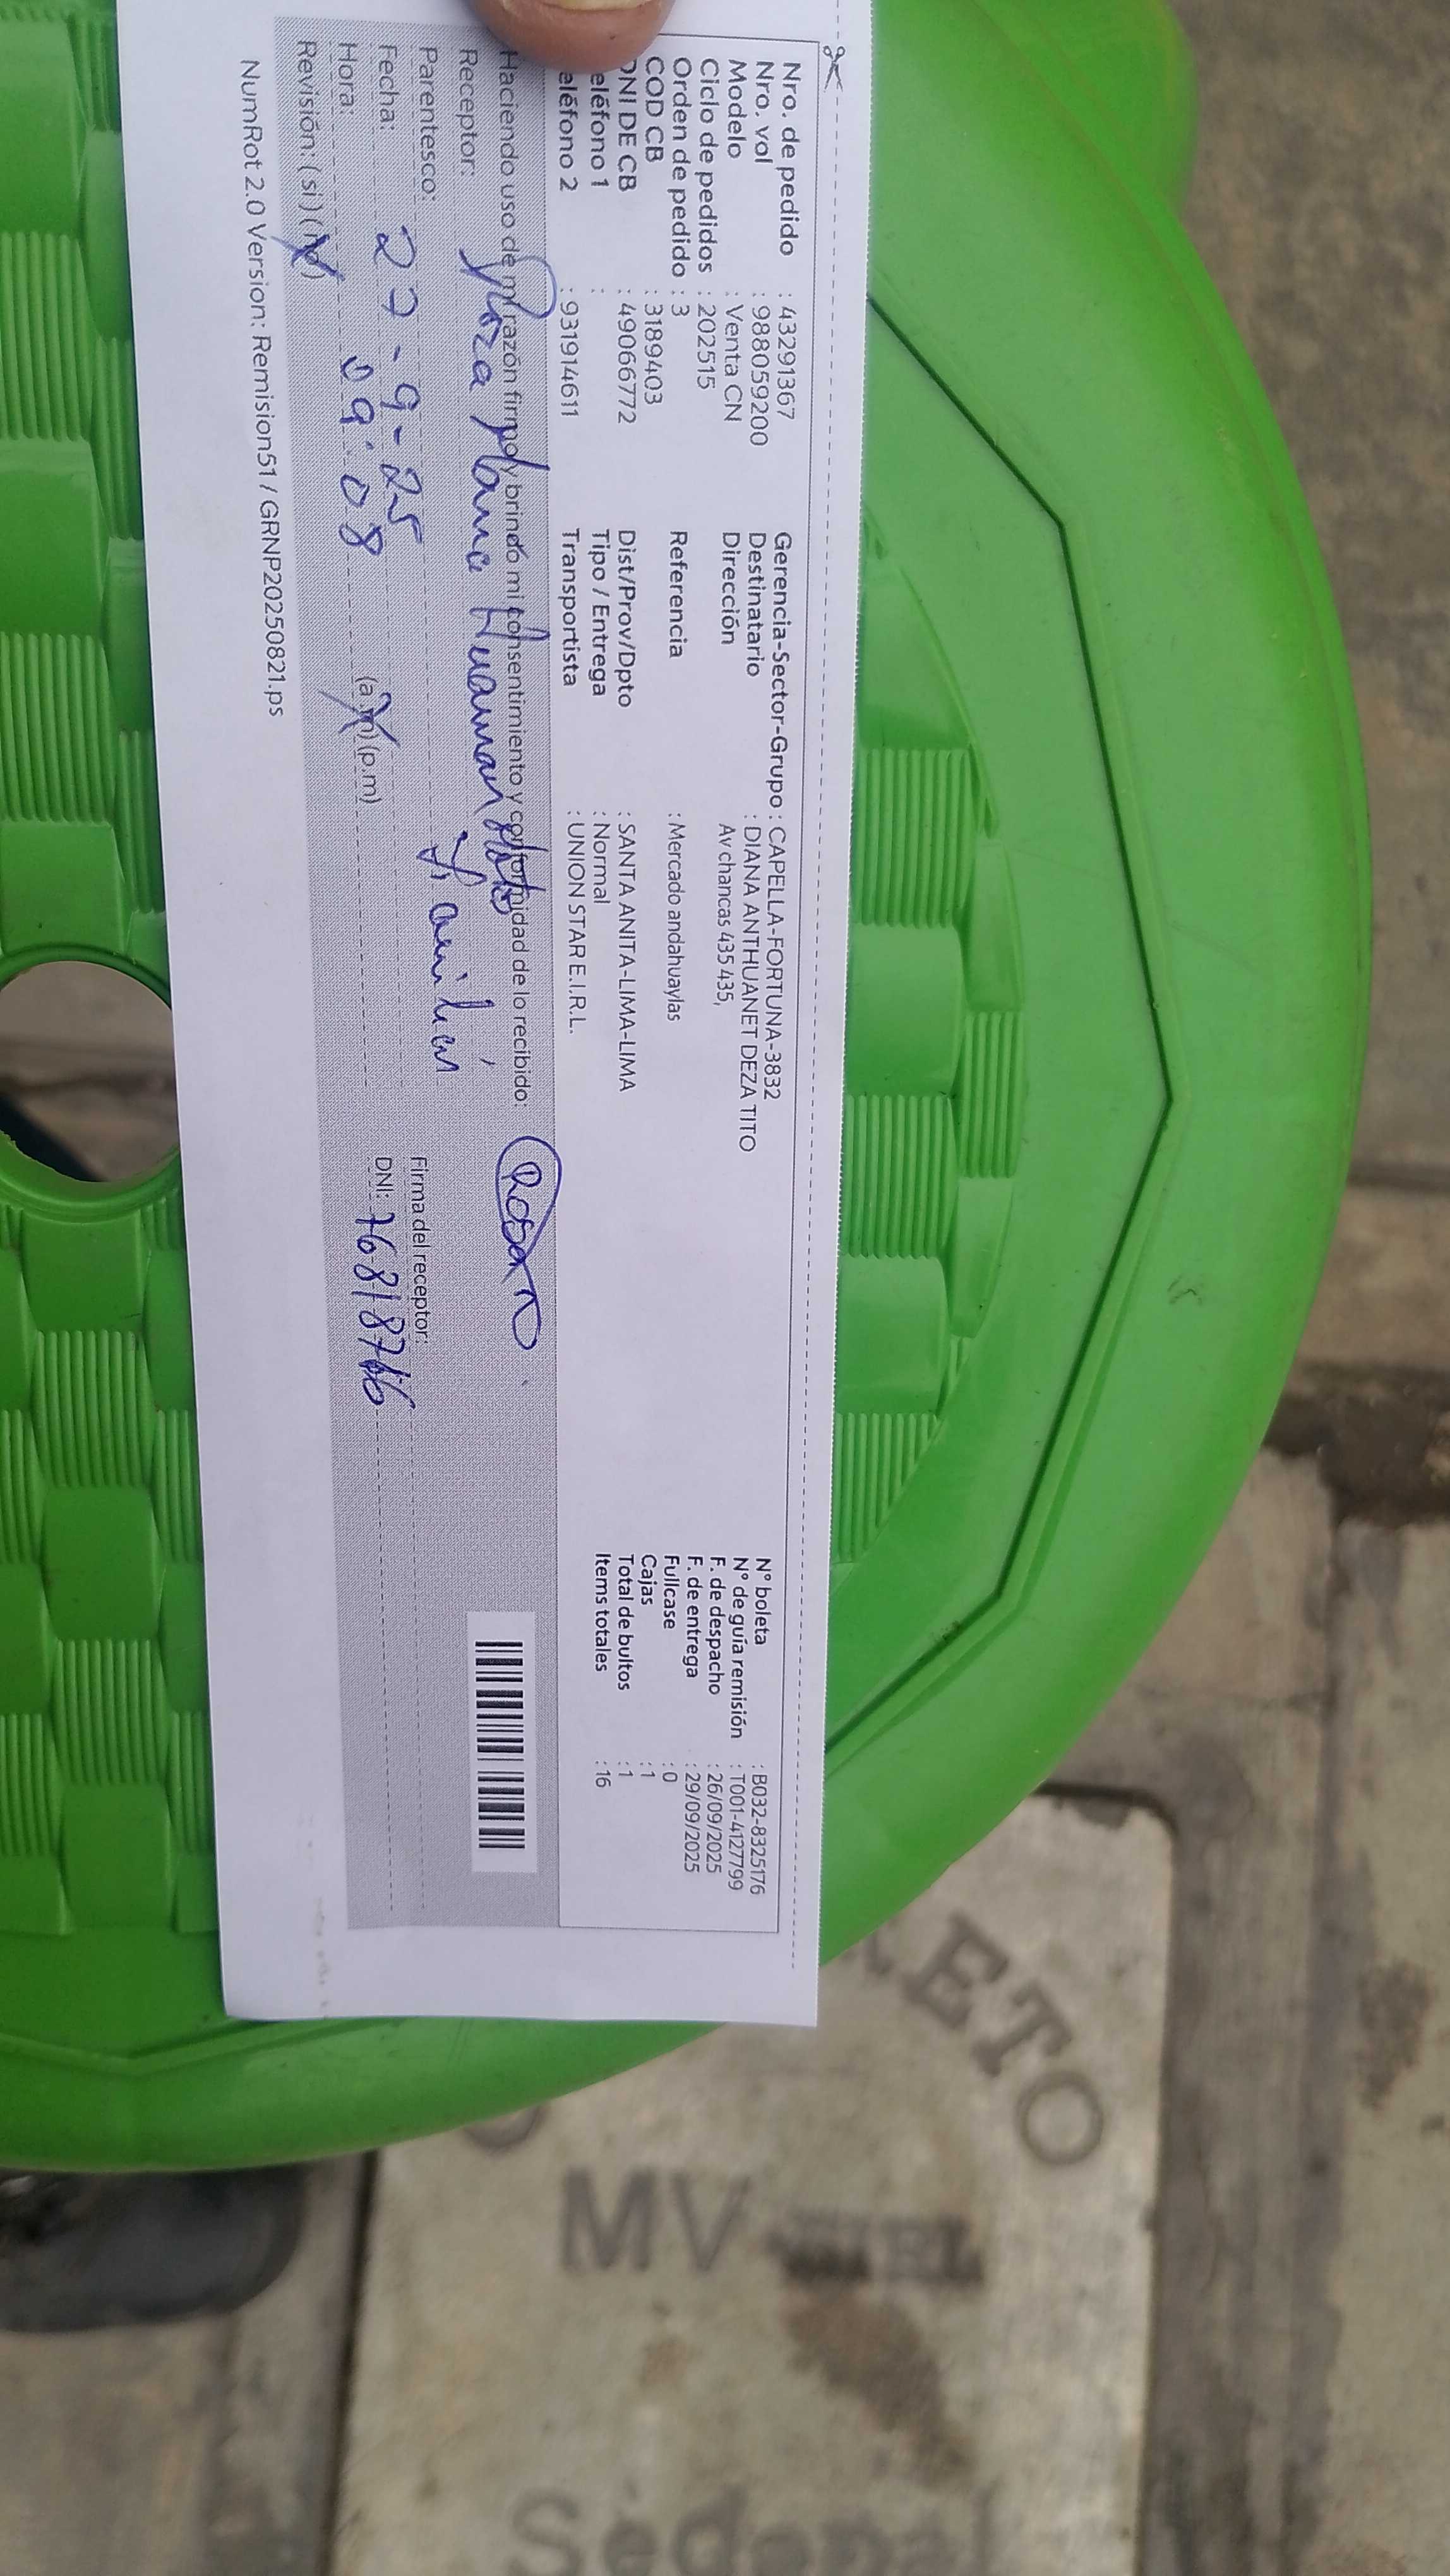 Nro. de pedido : 43291367
Nro. vol : 988059200
Modelo : Venta CN
Ciclo de pedidos : 202515
Orden de pedido : 3
COD CB : 3189403
DNI DE CB : 49066772
eléfono 1 :
eléfono 2 : 931914611
Gerencia-Sector-Grupo : CAPELLA-FORTUNA-3832
Destinatario : DIANA ANTHUANET DEZA TITO
Dirección Av chancas 435 435,
Referencia : Mercado andahuaylas
Dist/Prov/Dpto : SANTA ANITA-LIMA-LIMA
Tipo / Entrega : Normal
Transportista : UNION STAR E.I.R.L.
N° boleta : B032-8325176
N° de guía remisión : T001-4127799
F. de despacho : 26/09/2025
F. de entrega : 29/09/2025
Fullcase : 0
Cajas : 1
Total de bultos : 1
Items totales : 16
Haciendo uso de mi razón firmo y brindo mi consentimiento y conformidad de lo recibido:
Receptor: Huaman
Parentesco: Familiar
Fecha: 27-9-25
Hora: 09:08 (a.m) (p.m)
Revisión: (si) (no)
Firma del receptor:
DNI:
NumRot 2.0 Version: Remision51 / GRNP20250821.ps
ETO
MV
Sedapal